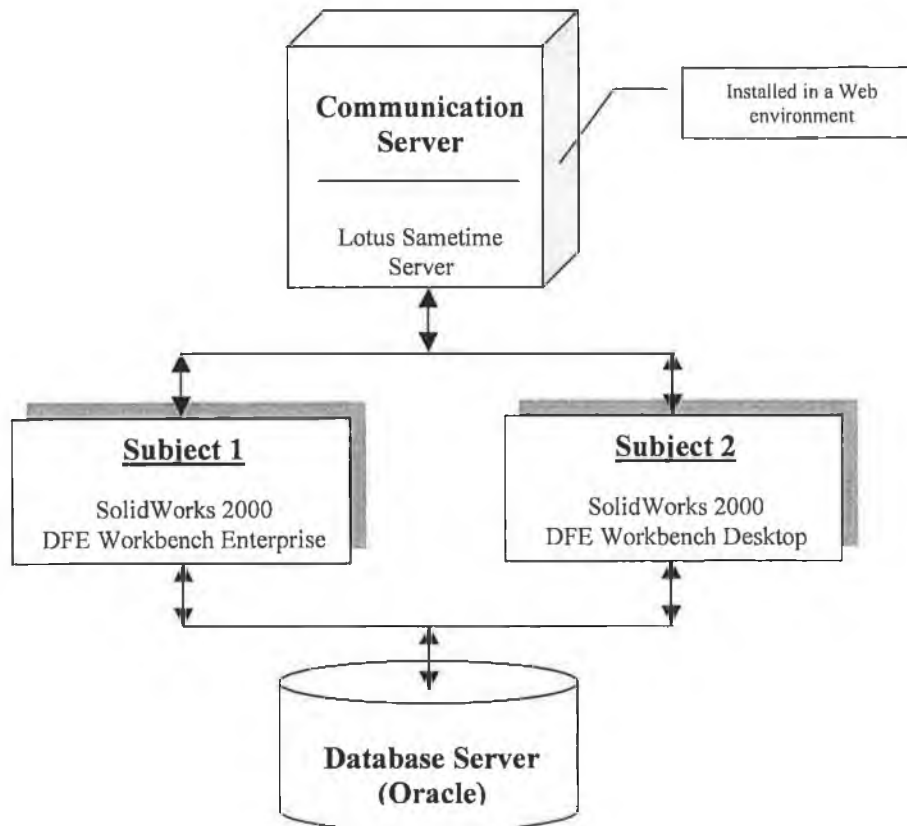 Communication
Server
Installed in a Web
environment
Lotus Sametime
Server
Subject 1
SolidWorks 2000
DFE Workbench Enterprise
Subject 2
SolidWorks 2000
DFE Workbench Desktop
Database Server
(Oracle)